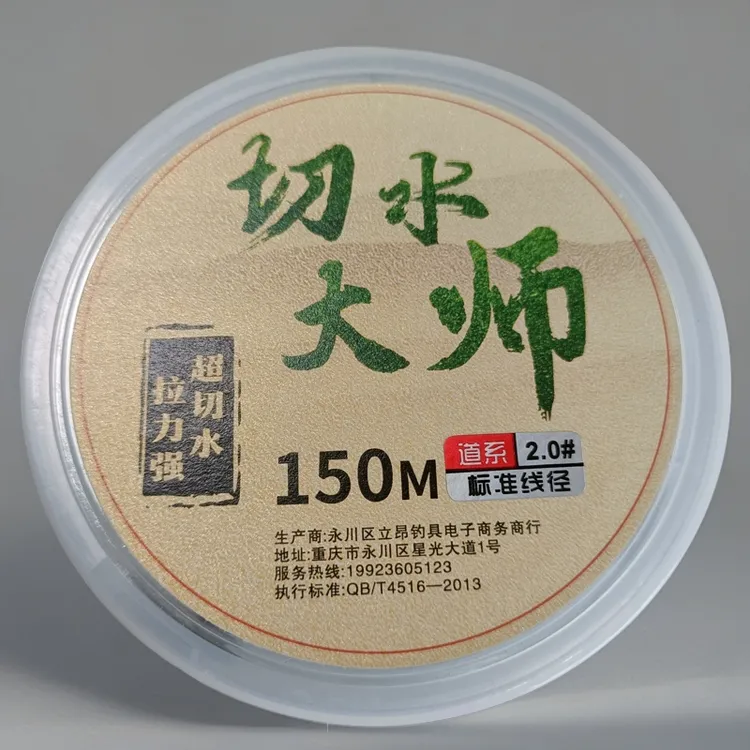 切水
大师
超切水
拉力强
150M
道系 2.0#
标准线径
生产商:永川区立昂钓具电子商务商行
地址:重庆市永川区星光大道1号
服务热线:19923605123
执行标准:QB/T4516—2013